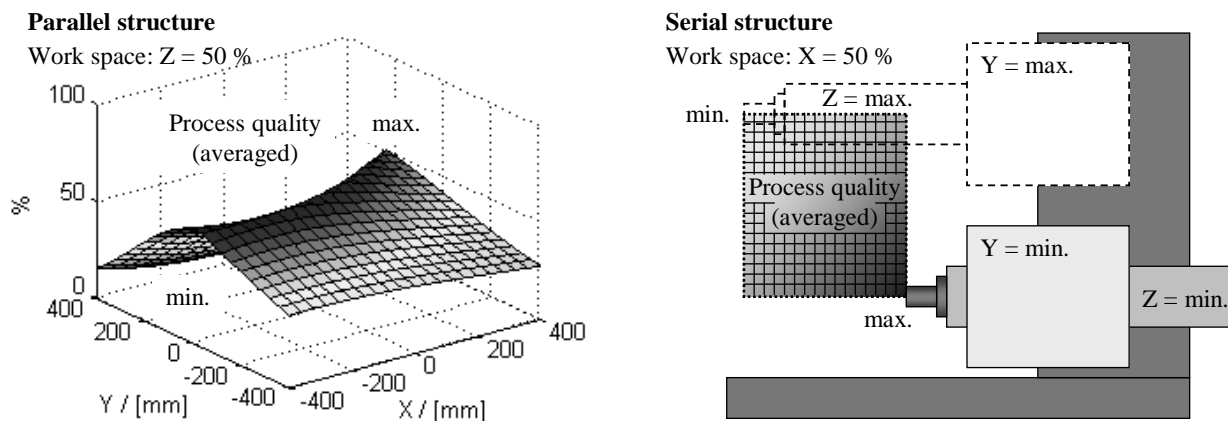 Parallel structure
Work space: Z = 50 %
100
50
0
%
Process quality
(averaged)
max.
min.
400
200
0
-200
-400
Y / [mm]
-400
-200
0
200
400
X / [mm]
Serial structure
Work space: X = 50 %
Y = max.
Z = max.
min.
Process quality
(averaged)
Y = min.
Z = min.
max.